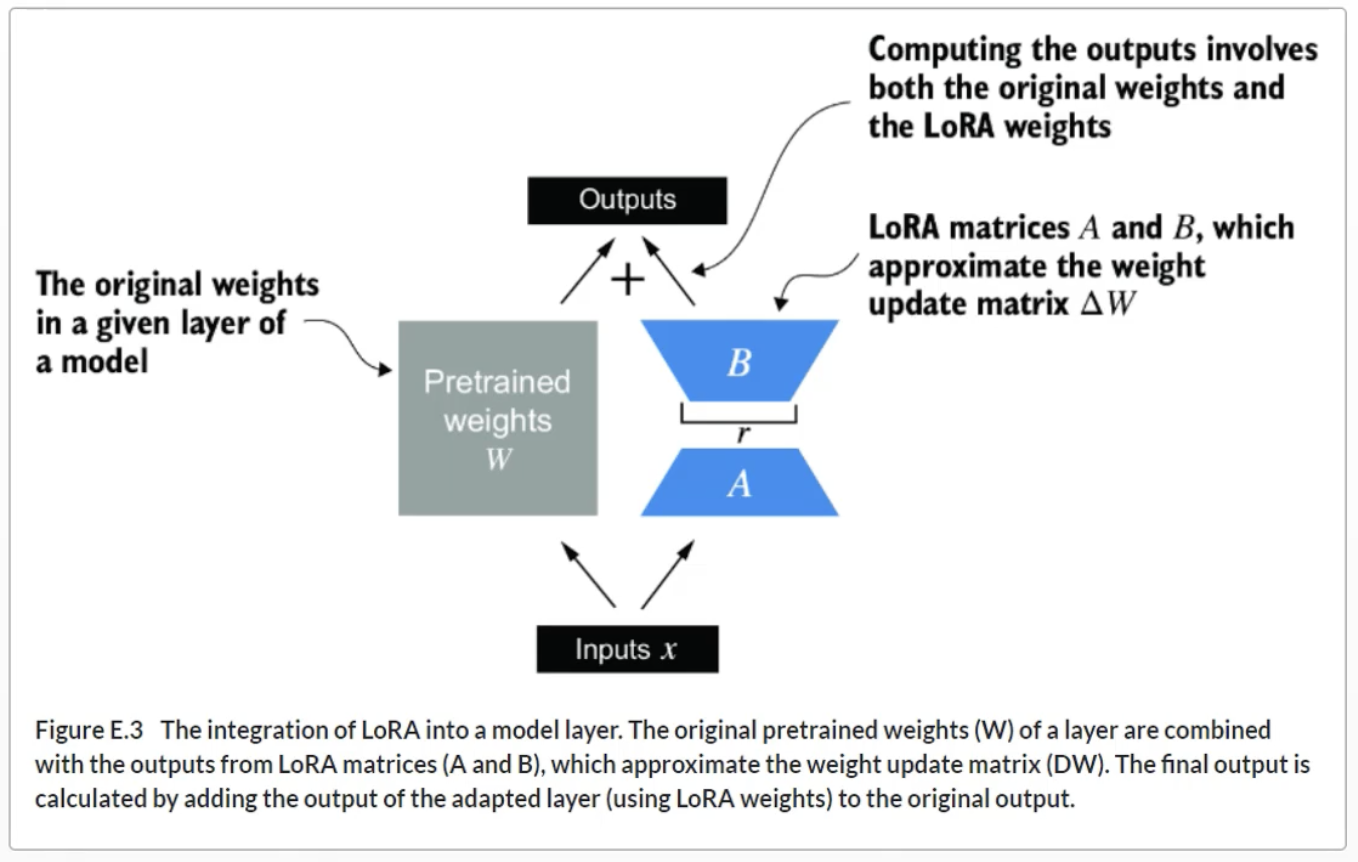 Computing the outputs involves
both the original weights and
the LoRA weights
Outputs
LoRA matrices A and B, which
approximate the weight
update matrix ΔW
+
The original weights
in a given layer of
a model
Pretrained
weights
W
B
r
A
Inputs x
Figure E.3 The integration of LoRA into a model layer. The original pretrained weights (W) of a layer are combined
with the outputs from LoRA matrices (A and B), which approximate the weight update matrix (DW). The final output is
calculated by adding the output of the adapted layer (using LoRA weights) to the original output.